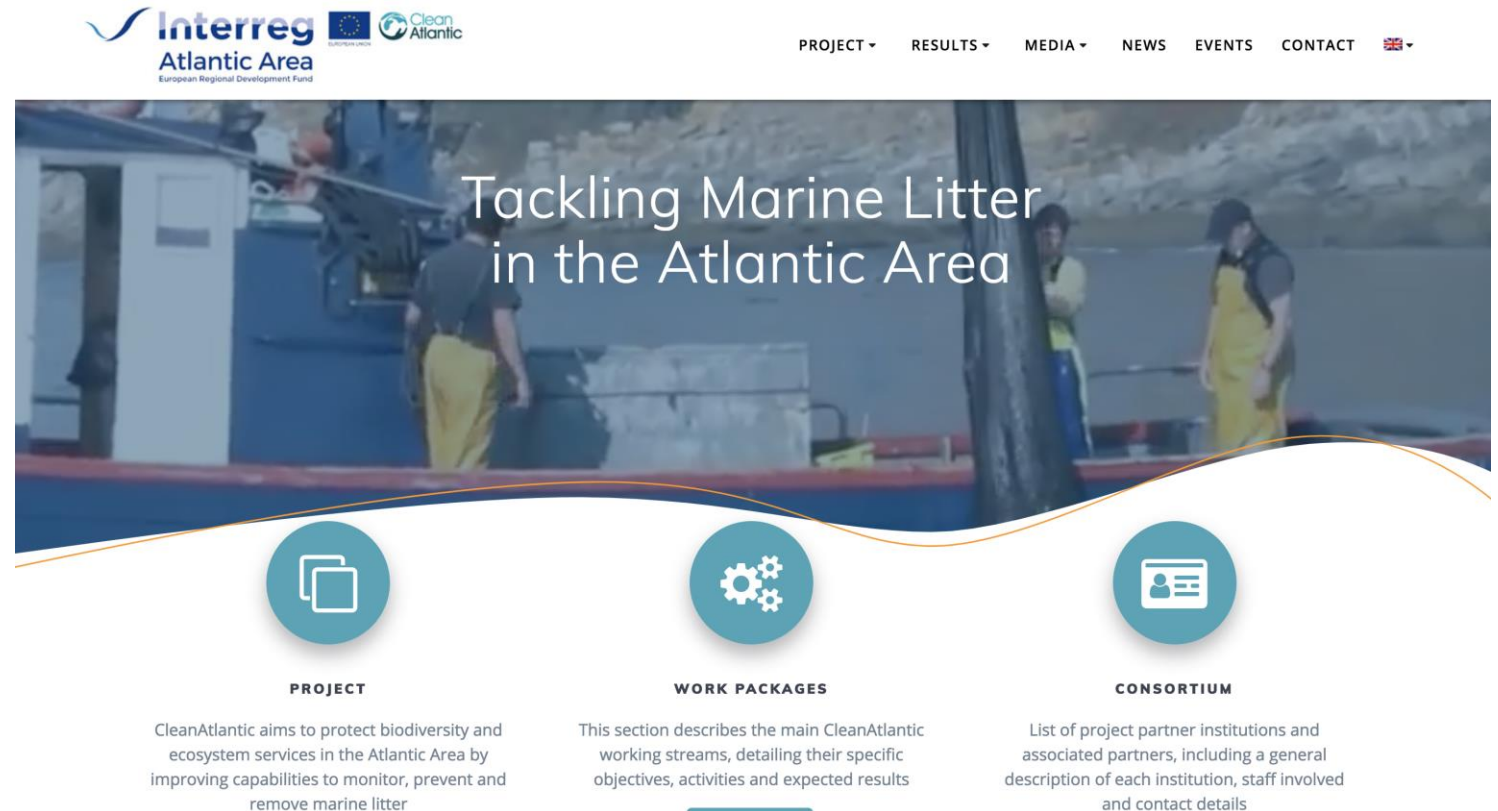 Interreg
EUROPEAN UNION
Clean
Atlantic
Atlantic Area
European Regional Development Fund
PROJECT
RESULTS
MEDIA
NEWS
EVENTS
CONTACT
Tackling Marine Litter
in the Atlantic Area
PROJECT
CleanAtlantic aims to protect biodiversity and
ecosystem services in the Atlantic Area by
improving capabilities to monitor, prevent and
remove marine litter
WORK PACKAGES
This section describes the main CleanAtlantic
working streams, detailing their specific
objectives, activities and expected results
CONSORTIUM
List of project partner institutions and
associated partners, including a general
description of each institution, staff involved
and contact details